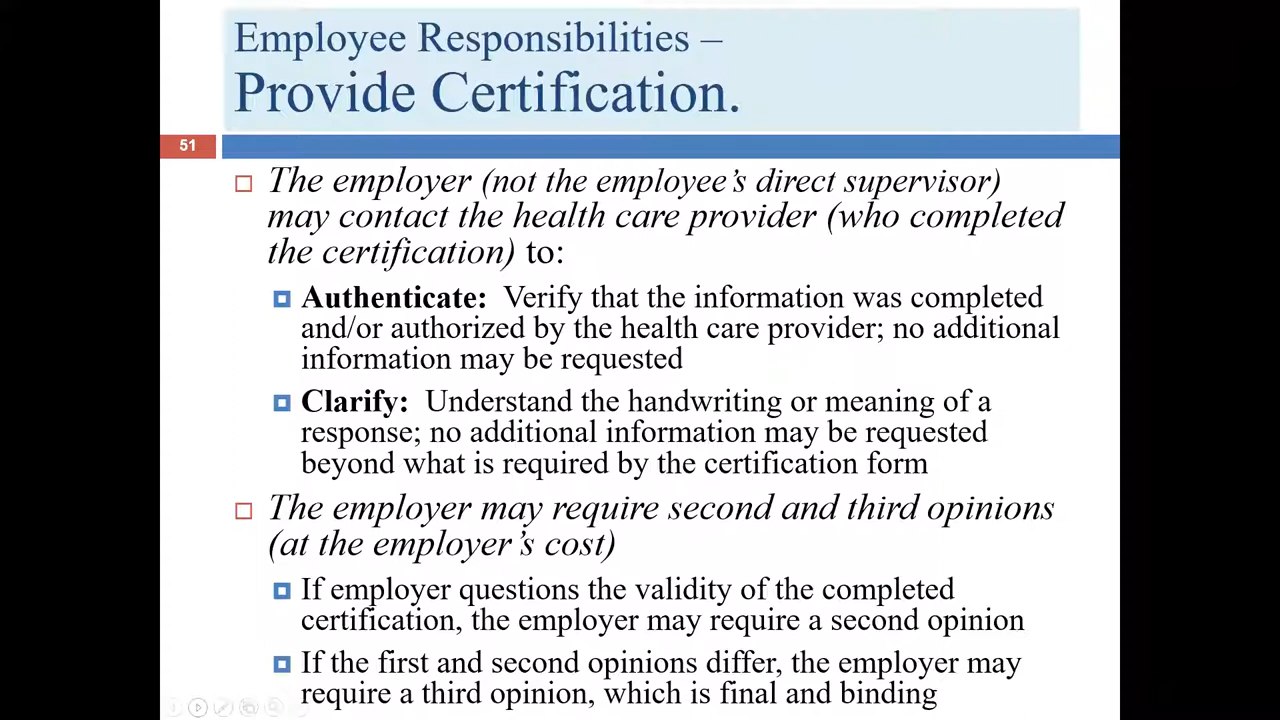 Employee Responsibilities –
Provide Certification.
51
The employer (not the employee’s direct supervisor)
may contact the health care provider (who completed
the certification) to:
Authenticate: Verify that the information was completed
and/or authorized by the health care provider; no additional
information may be requested
Clarify: Understand the handwriting or meaning of a
response; no additional information may be requested
beyond what is required by the certification form
The employer may require second and third opinions
(at the employer’s cost)
If employer questions the validity of the completed
certification, the employer may require a second opinion
If the first and second opinions differ, the employer may
require a third opinion, which is final and binding